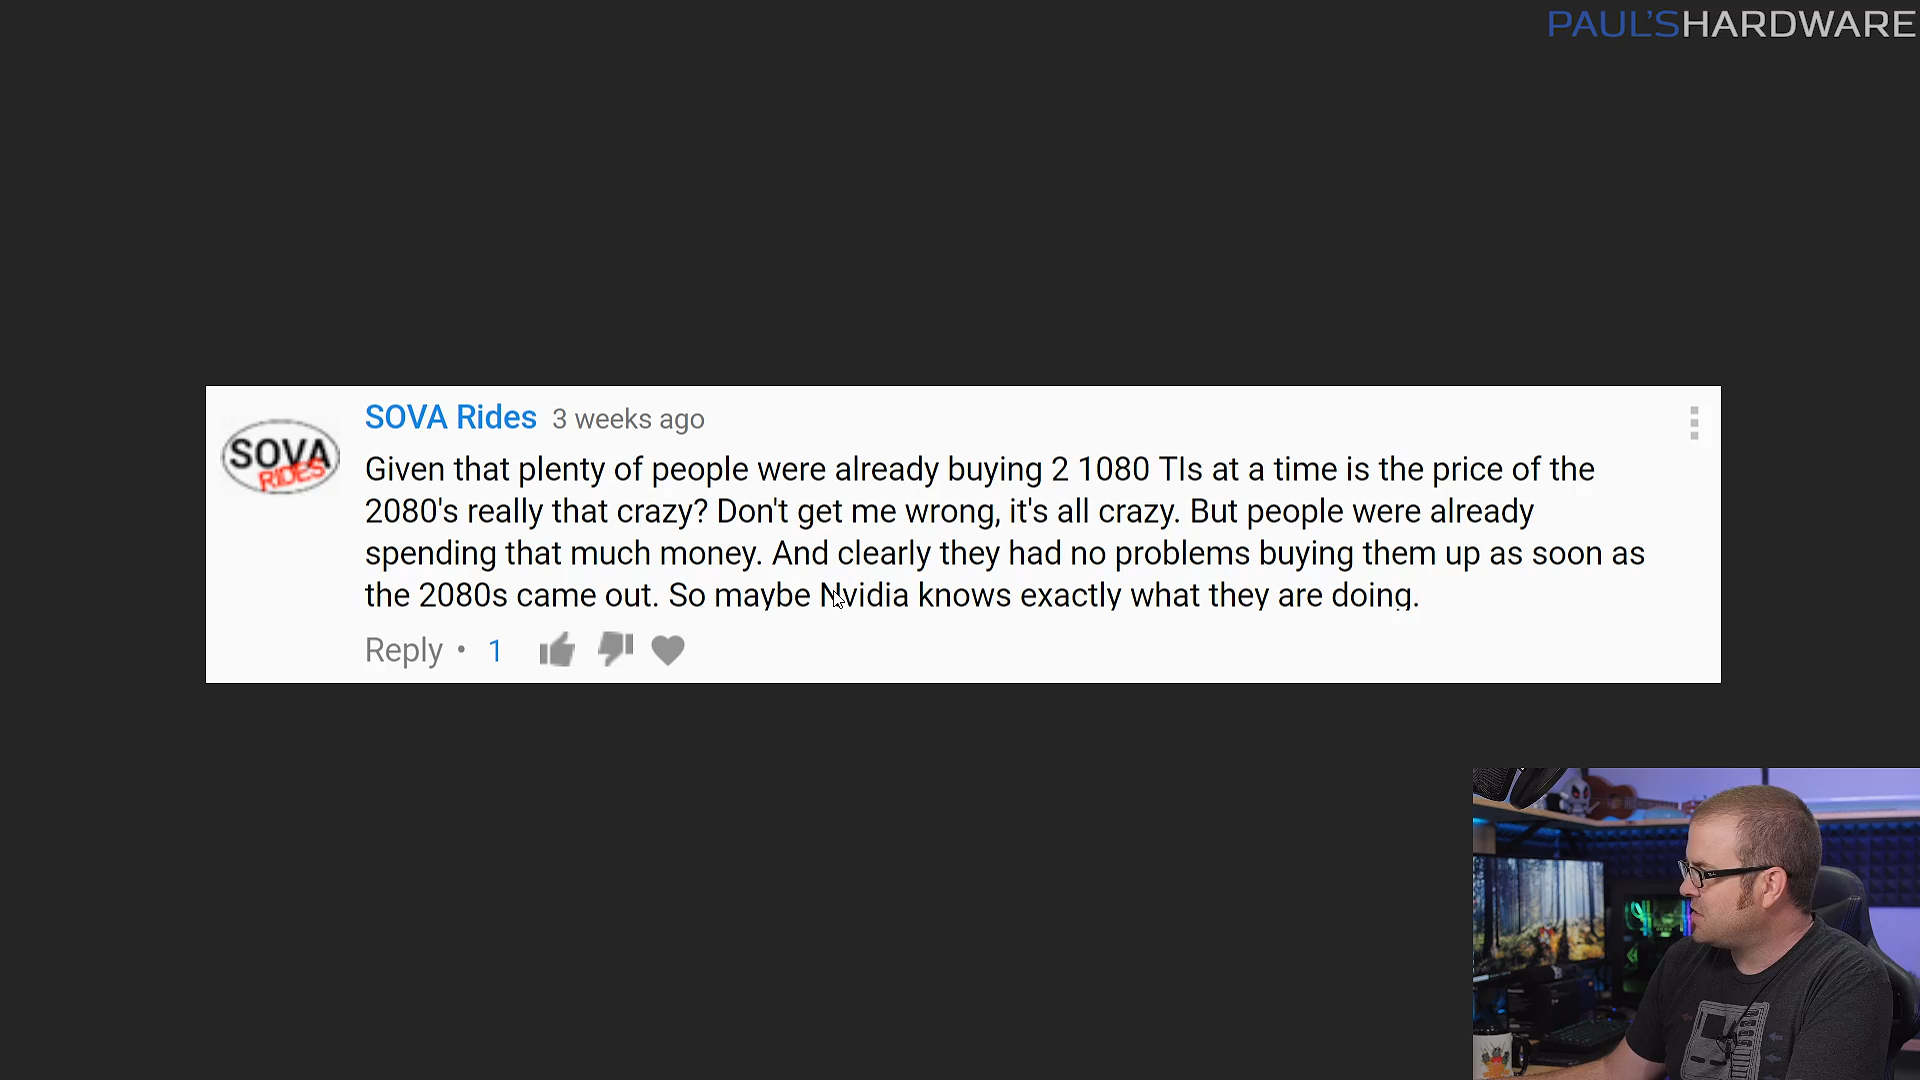 PAUL'SHARDWARE
SOVA Rides 3 weeks ago
SOVA
RIDES
Given that plenty of people were already buying 2 1080 TIs at a time is the price of the
2080's really that crazy? Don't get me wrong, it's all crazy. But people were already
spending that much money. And clearly they had no problems buying them up as soon as
the 2080s came out. So maybe Nvidia knows exactly what they are doing.
Reply • 1